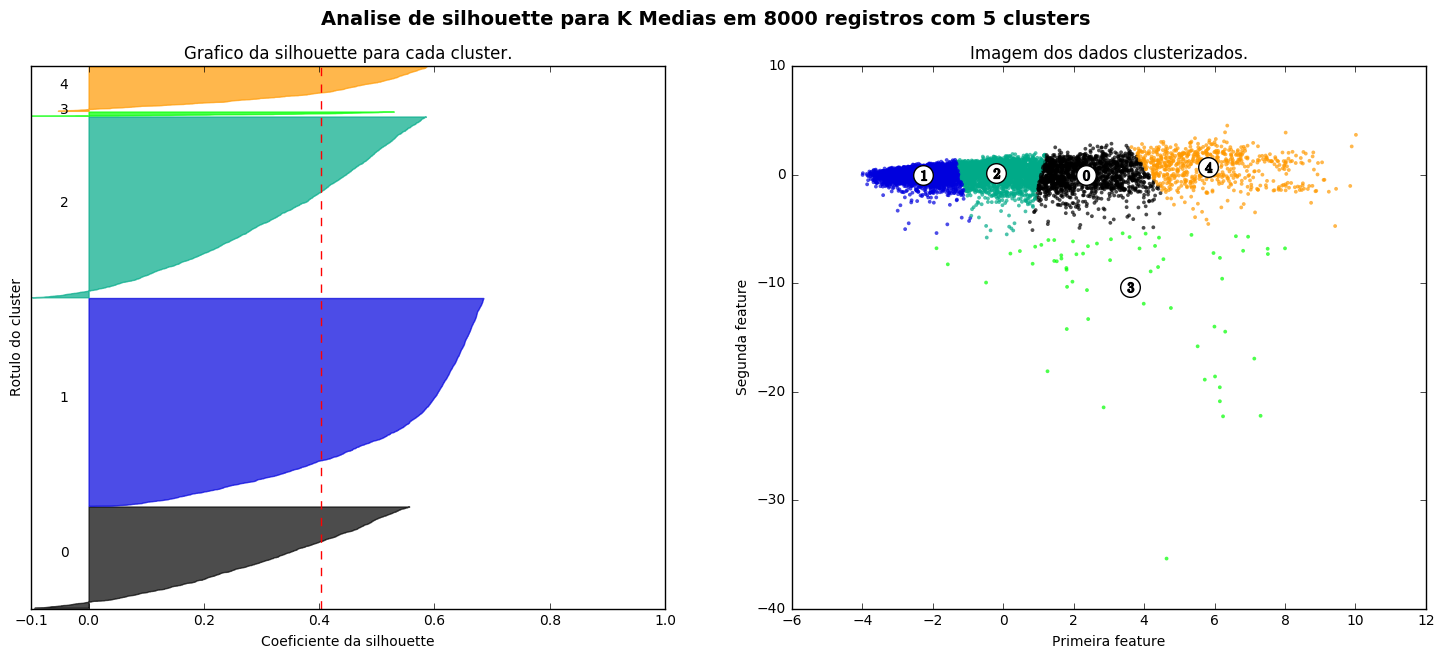 Analise de silhouette para K Medias em 8000 registros com 5 clusters
Grafico da silhouette para cada cluster.
4
3
2
1
0
Rotulo do cluster
−0.1 0.0 0.2 0.4 0.6 0.8 1.0
Coeficiente da silhouette
Imagem dos dados clusterizados.
10
5
0
−10
−20
−30
−40
Segunda feature
1 2 0 4
3
−6 −4 −2 0 2 4 6 8 10 12
Primeira feature